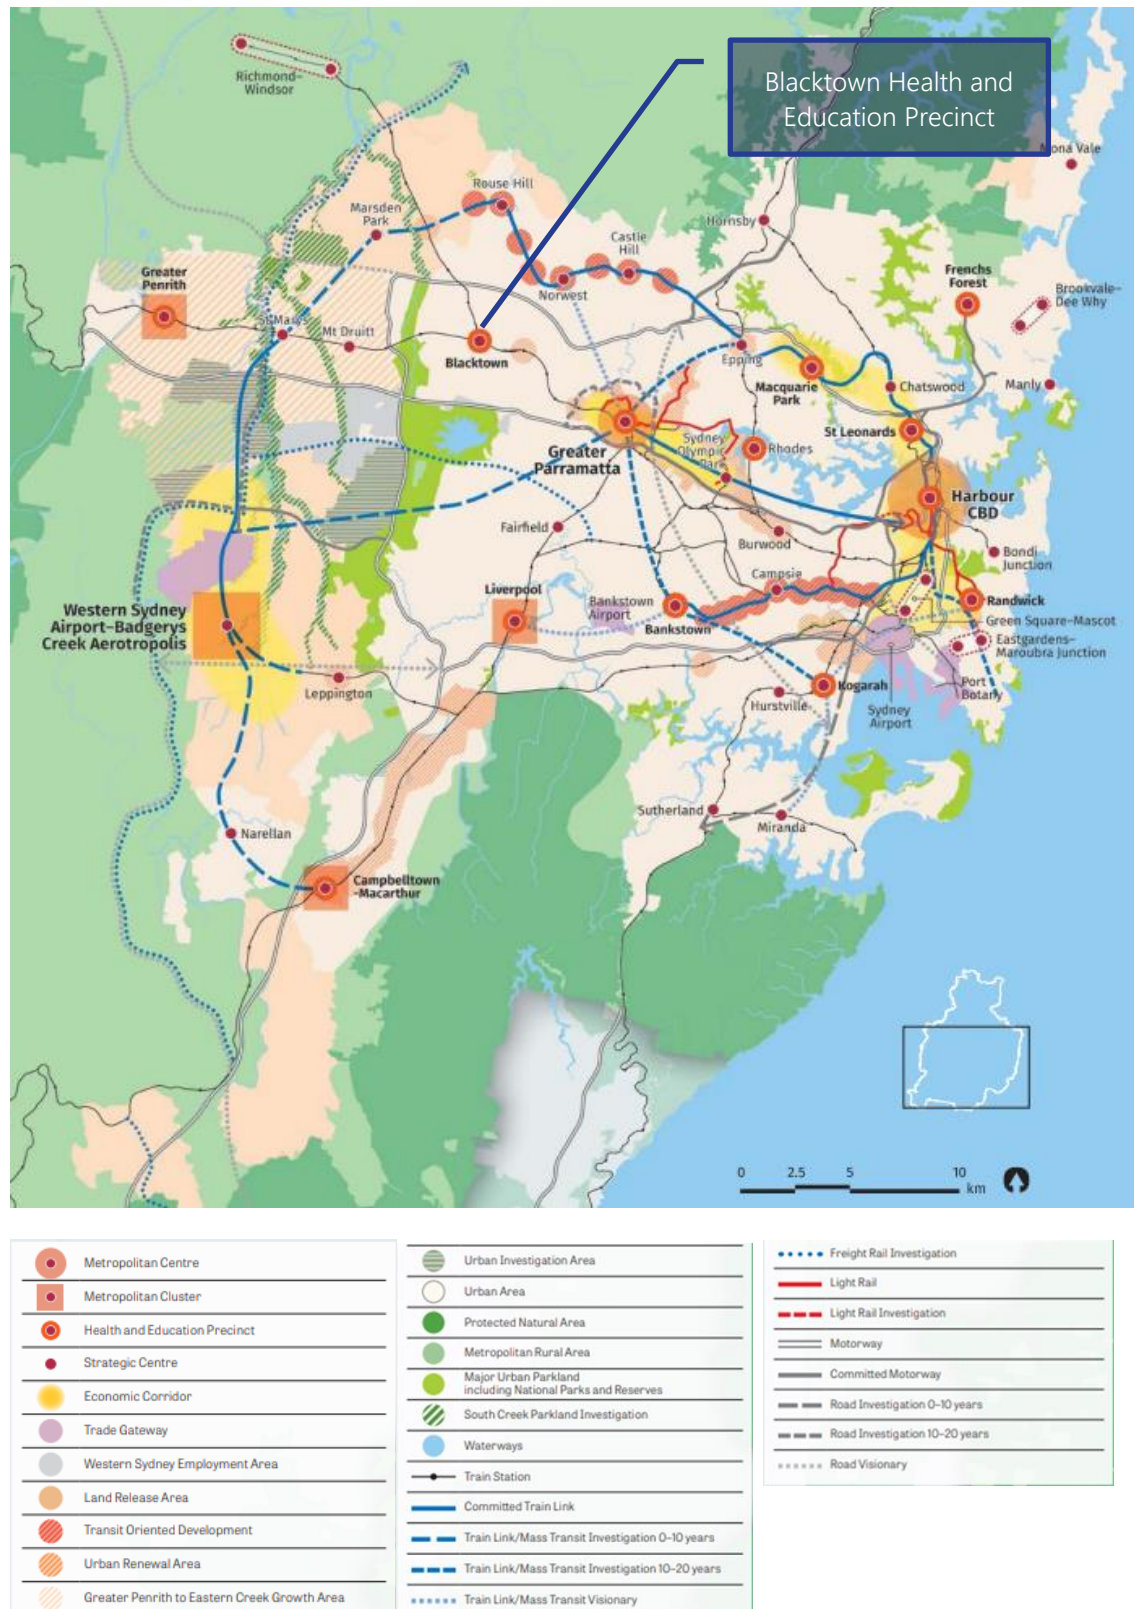 Blacktown Health and
Education Precinct
Richmond–
Windsor
Mona Vale
Rouse Hill
Marsden
Park
Hornsby
Castle
Hill
Greater
Penrith
Norwest
Frenchs
Forest
Brookvale–
Dee Why
St Marys
Mt Druitt
Blacktown
Epping
Macquarie
Park
Chatswood
Manly
St Leonards
Greater
Parramatta
Sydney
Olympic
Park
Rhodes
Harbour
CBD
Fairfield
Burwood
Bondi
Junction
Campsie
Liverpool
Bankstown
Airport
Bankstown
Randwick
Green Square–Mascot
Eastgardens–
Maroubra Junction
Western Sydney
Airport–Badgerys
Creek Aerotropolis
Leppington
Kogarah
Port
Botany
Hurstville
Sydney
Airport
Sutherland
Miranda
Narellan
Campbelltown
-Macarthur
0 2.5 5 10
km
Metropolitan Centre
Metropolitan Cluster
Health and Education Precinct
Strategic Centre
Economic Corridor
Trade Gateway
Western Sydney Employment Area
Land Release Area
Transit Oriented Development
Urban Renewal Area
Greater Penrith to Eastern Creek Growth Area
Urban Investigation Area
Urban Area
Protected Natural Area
Metropolitan Rural Area
Major Urban Parkland
including National Parks and Reserves
South Creek Parkland Investigation
Waterways
Train Station
Committed Train Link
Train Link/Mass Transit Investigation 0–10 years
Train Link/Mass Transit Investigation 10–20 years
Train Link/Mass Transit Visionary
Freight Rail Investigation
Light Rail
Light Rail Investigation
Motorway
Committed Motorway
Road Investigation 0–10 years
Road Investigation 10–20 years
Road Visionary